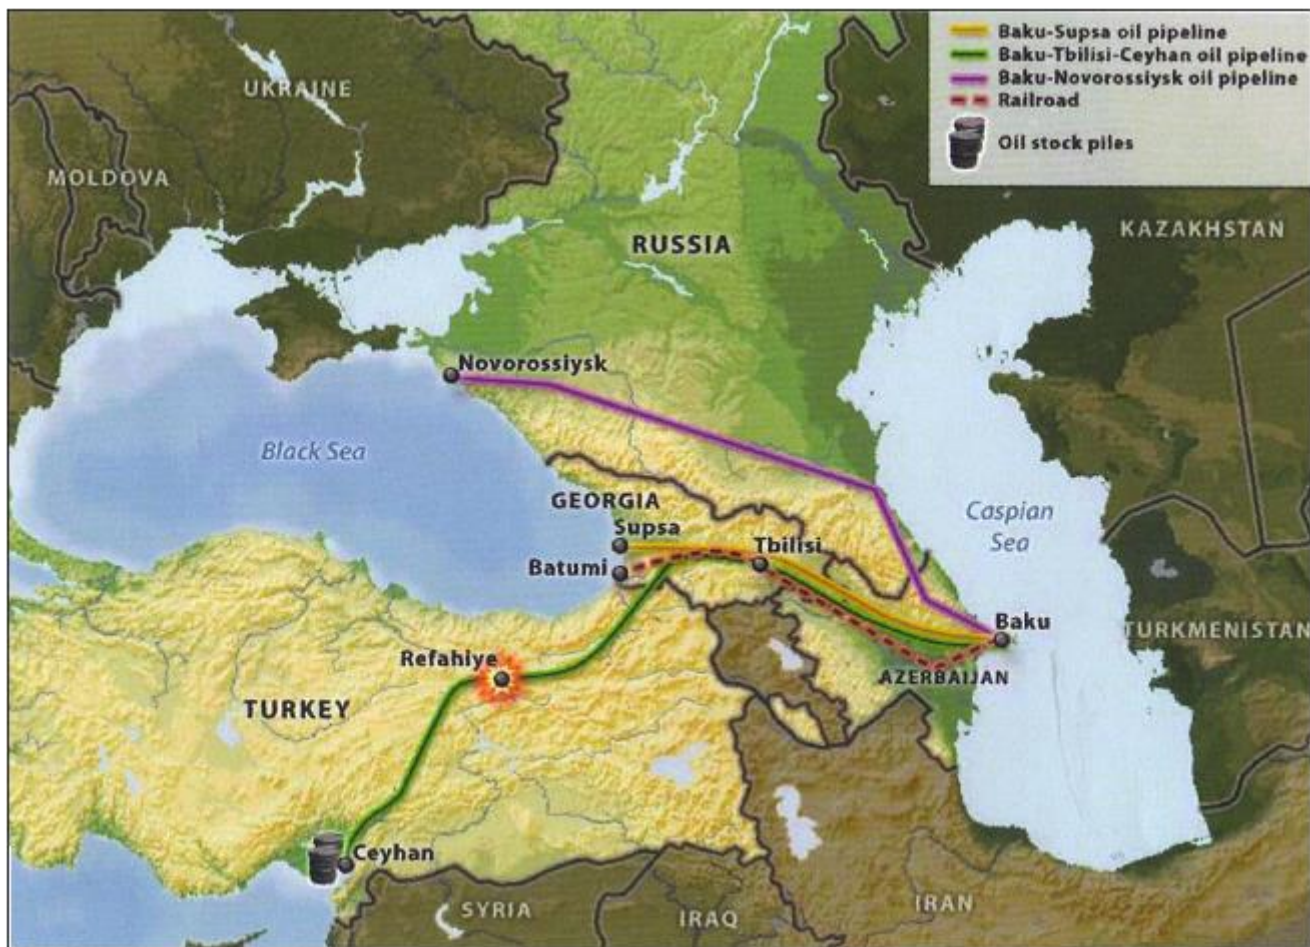 Baku-Supsa oil pipeline
Baku-Tbilisi-Ceyhan oil pipeline
Baku-Novorossiysk oil pipeline
Railroad
Oil stock piles
UKRAINE
MOLDOVA
RUSSIA
KAZAKHSTAN
Novorossiysk
Black Sea
GEORGIA
Supsa
Tbilisi
Batumi
Caspian
Sea
Baku
TURKMENISTAN
Refahiye
AZERBAIJAN
TURKEY
Ceyhan
SYRIA
IRAQ
IRAN